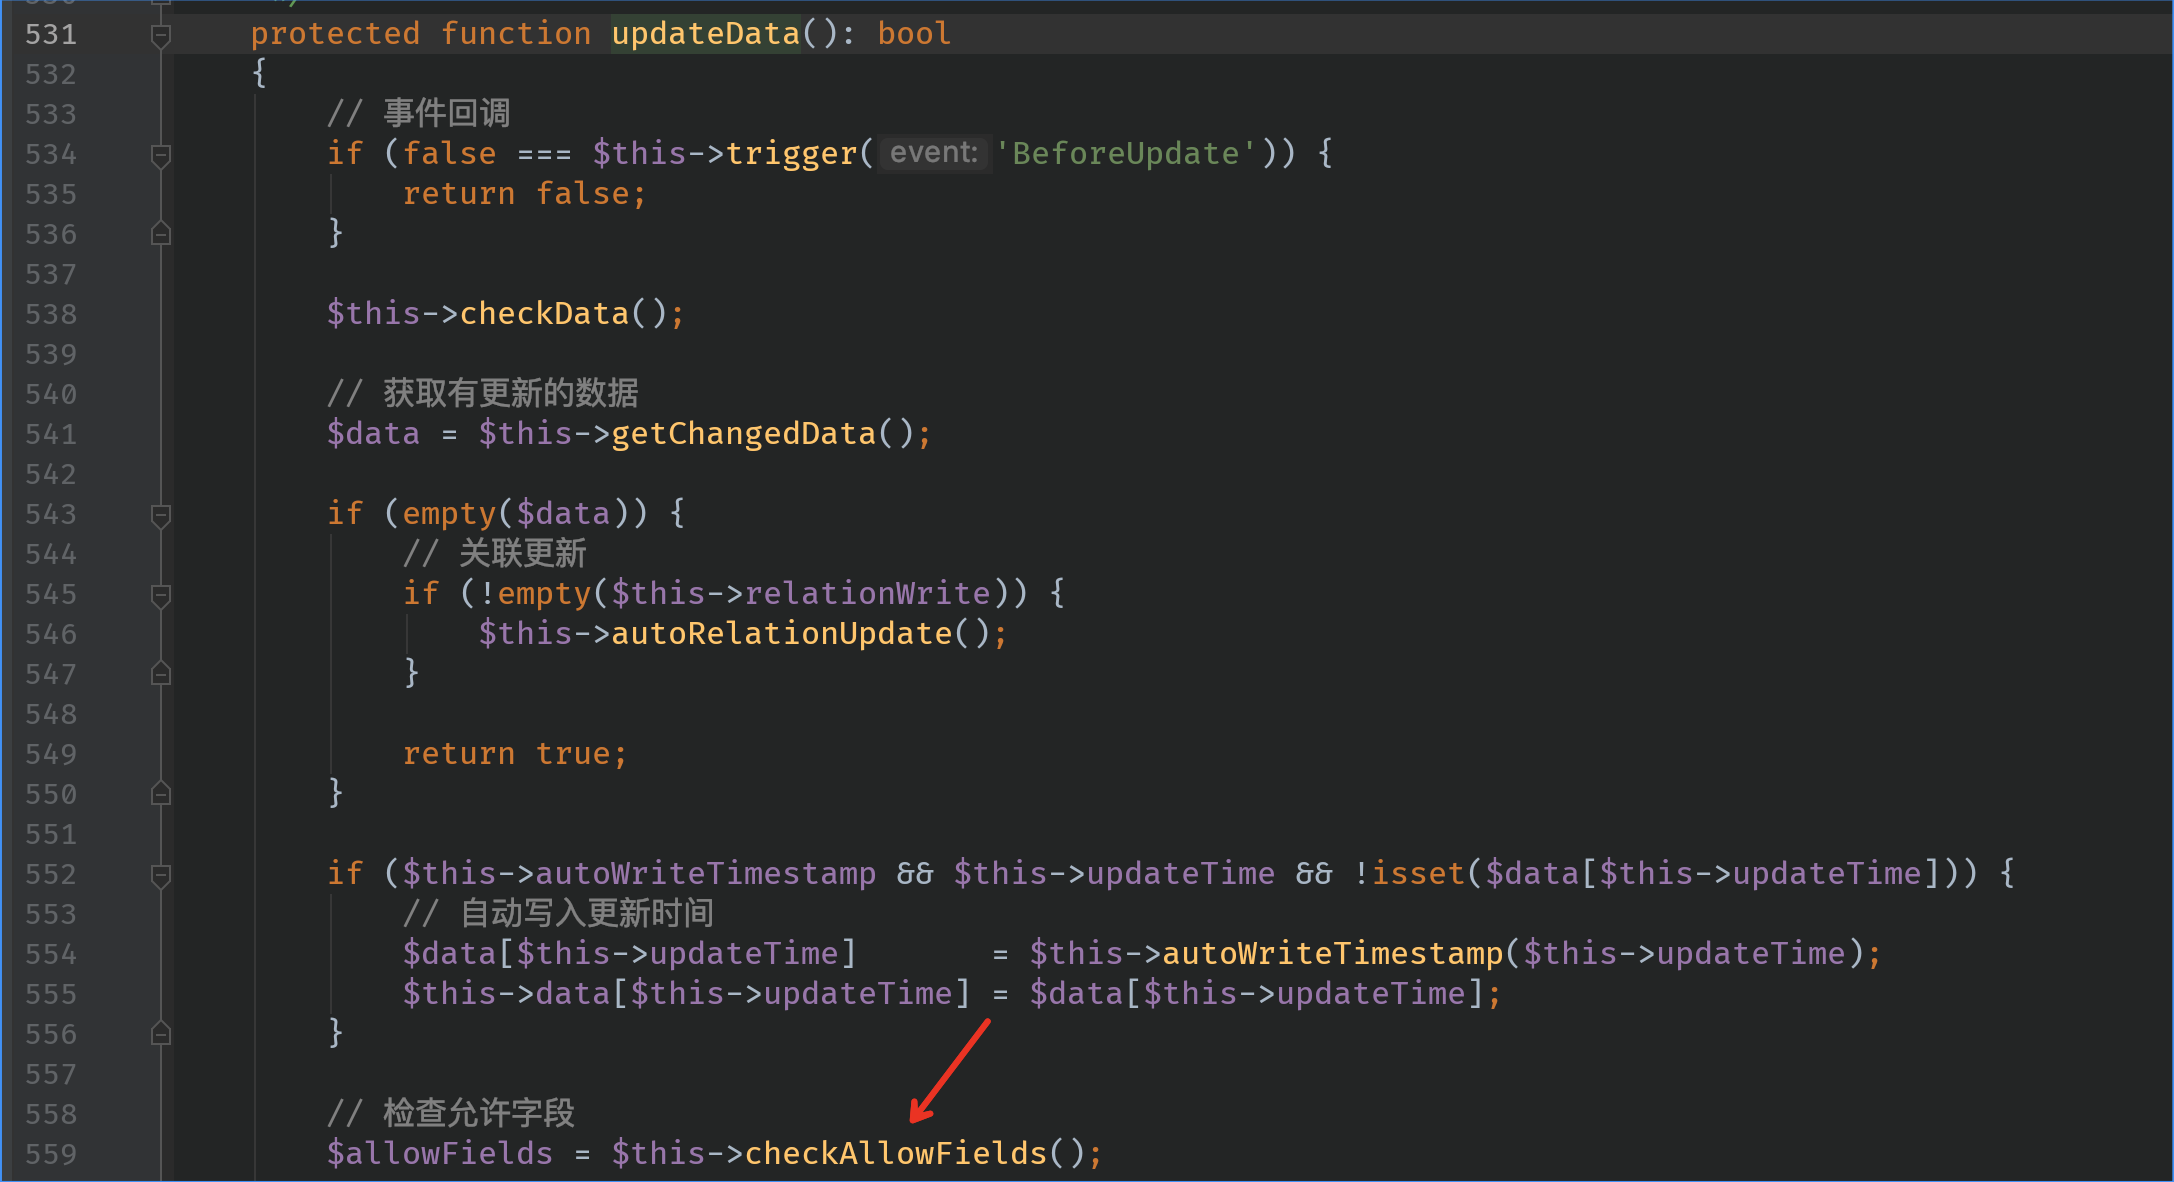 531 protected function updateData(): bool
532 {
533 // 事件回调
534 if (false === $this->trigger( event: 'BeforeUpdate')) {
535 return false;
536 }
537
538 $this->checkData();
539
540 // 获取有更新的数据
541 $data = $this->getChangedData();
542
543 if (empty($data)) {
544 // 关联更新
545 if (!empty($this->relationWrite)) {
546 $this->autoRelationUpdate();
547 }
548
549 return true;
550 }
551
552 if ($this->autoWriteTimestamp && $this->updateTime && !isset($data[$this->updateTime])) {
553 // 自动写入更新时间
554 $data[$this->updateTime]       = $this->autoWriteTimestamp($this->updateTime);
555 $this->data[$this->updateTime] = $data[$this->updateTime];
556 }
557
558 // 检查允许字段
559 $allowFields = $this->checkAllowFields();